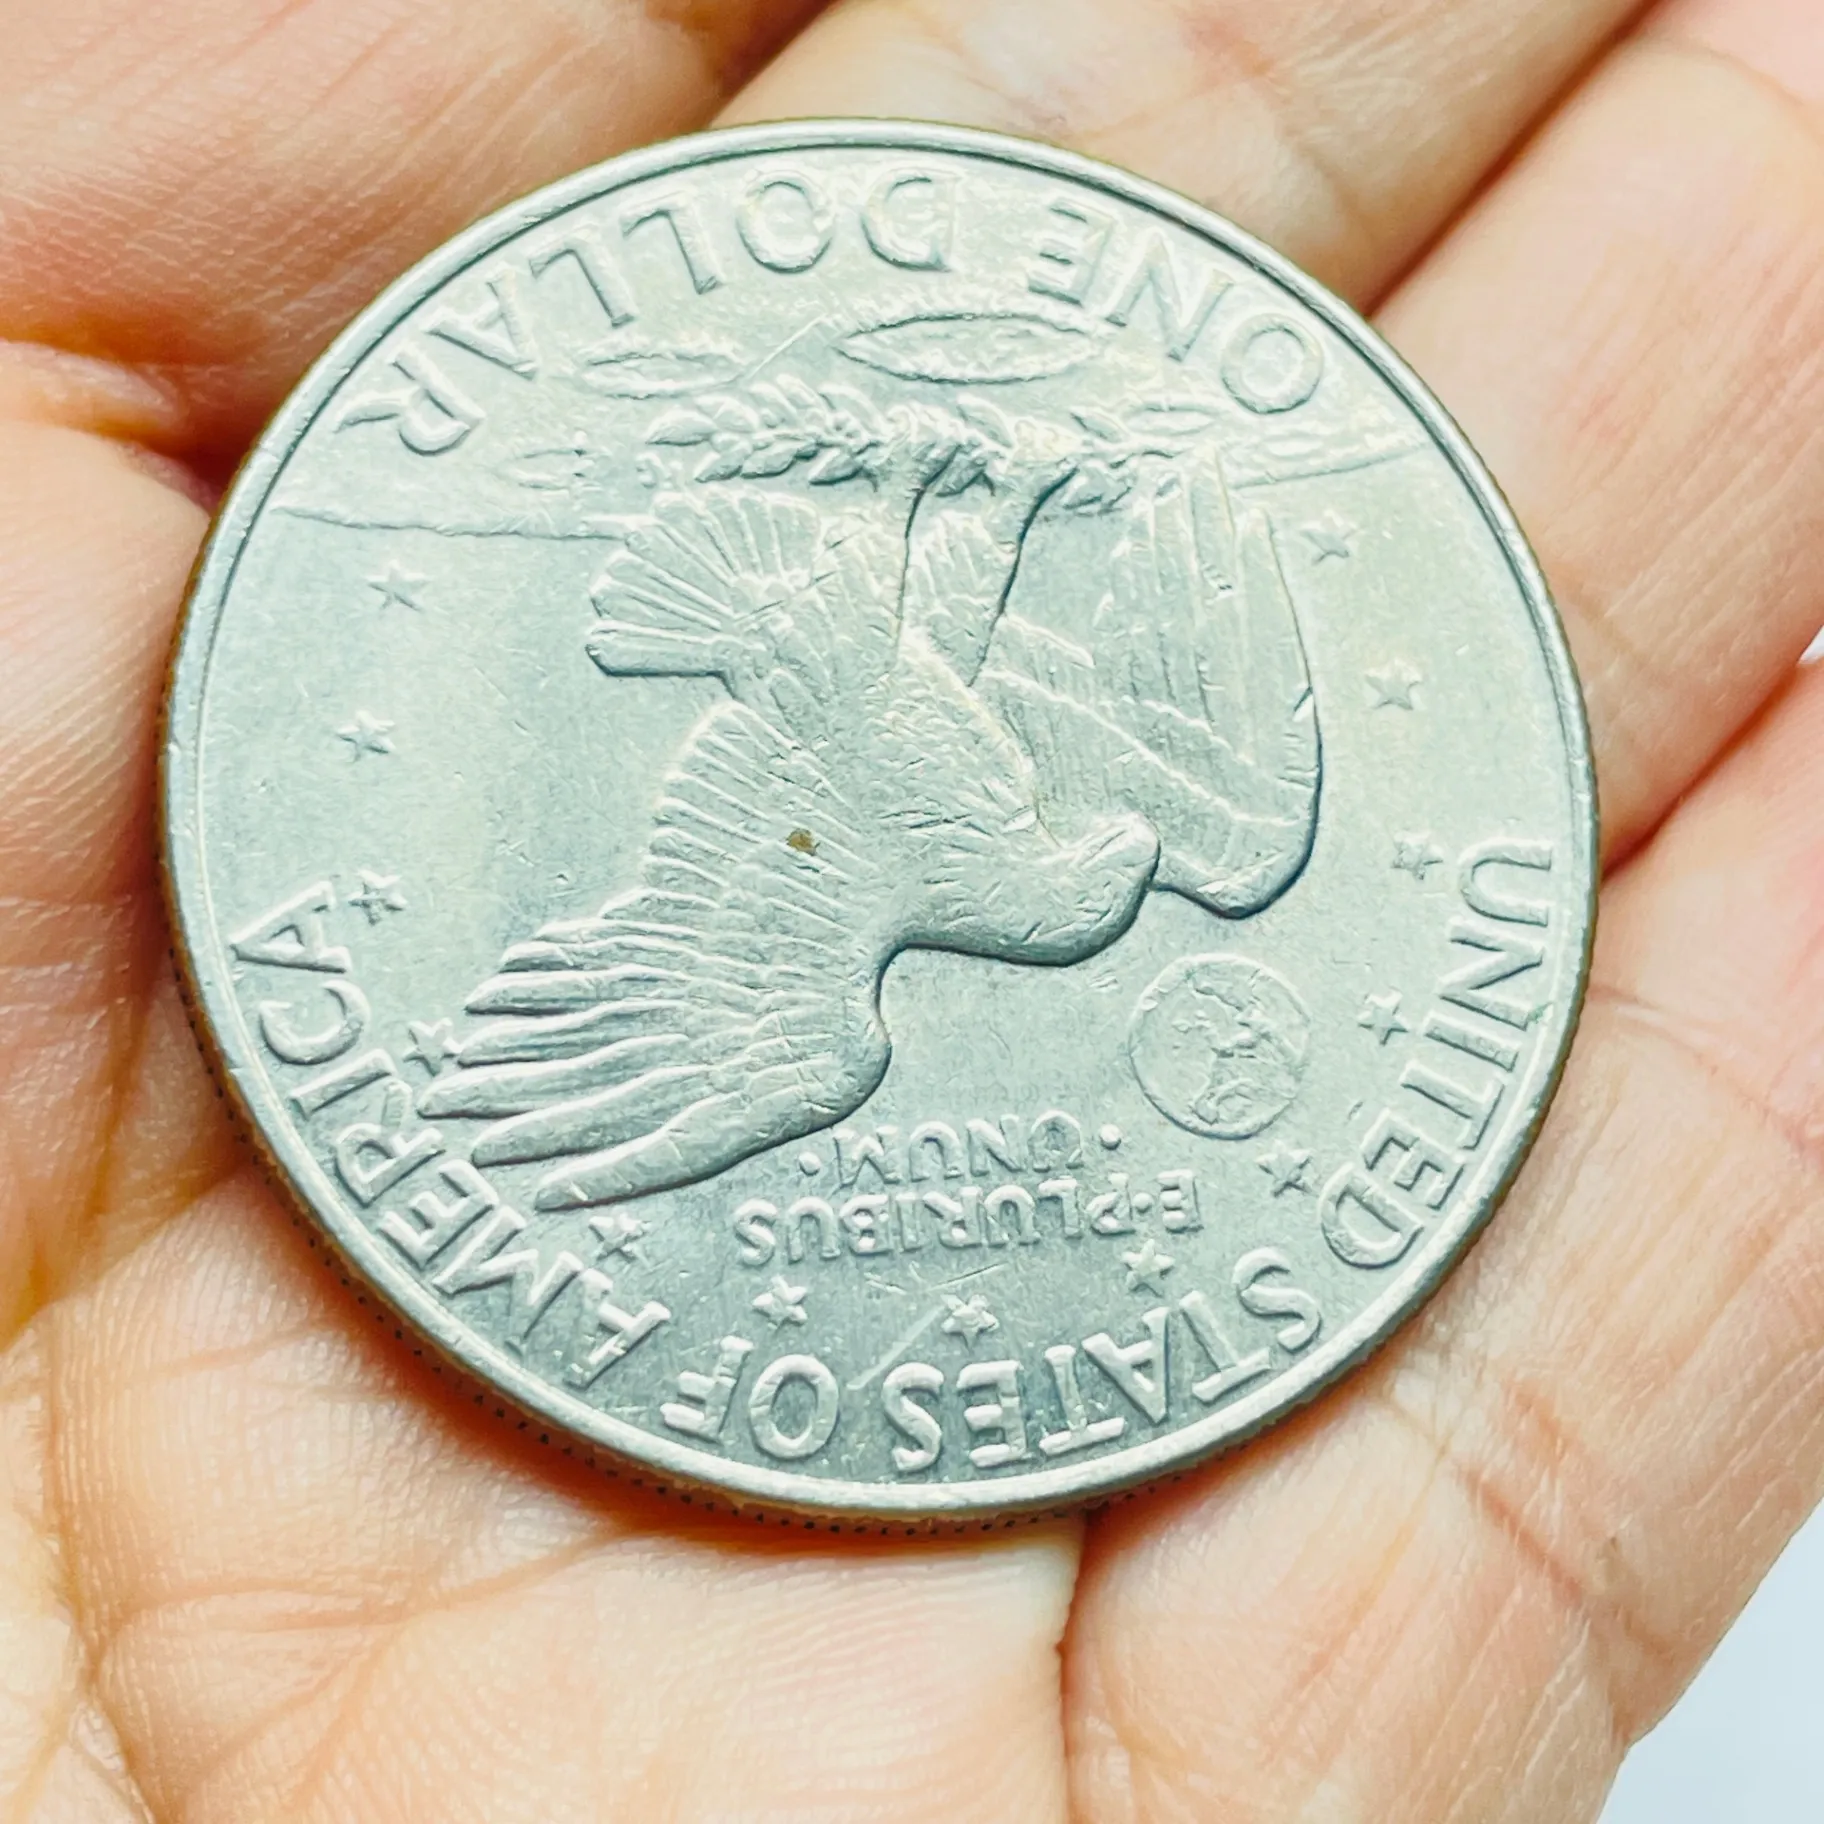 UNITED STATES OF AMERICA
E·PLURIBUS
·UNUM·
ONE DOLLAR